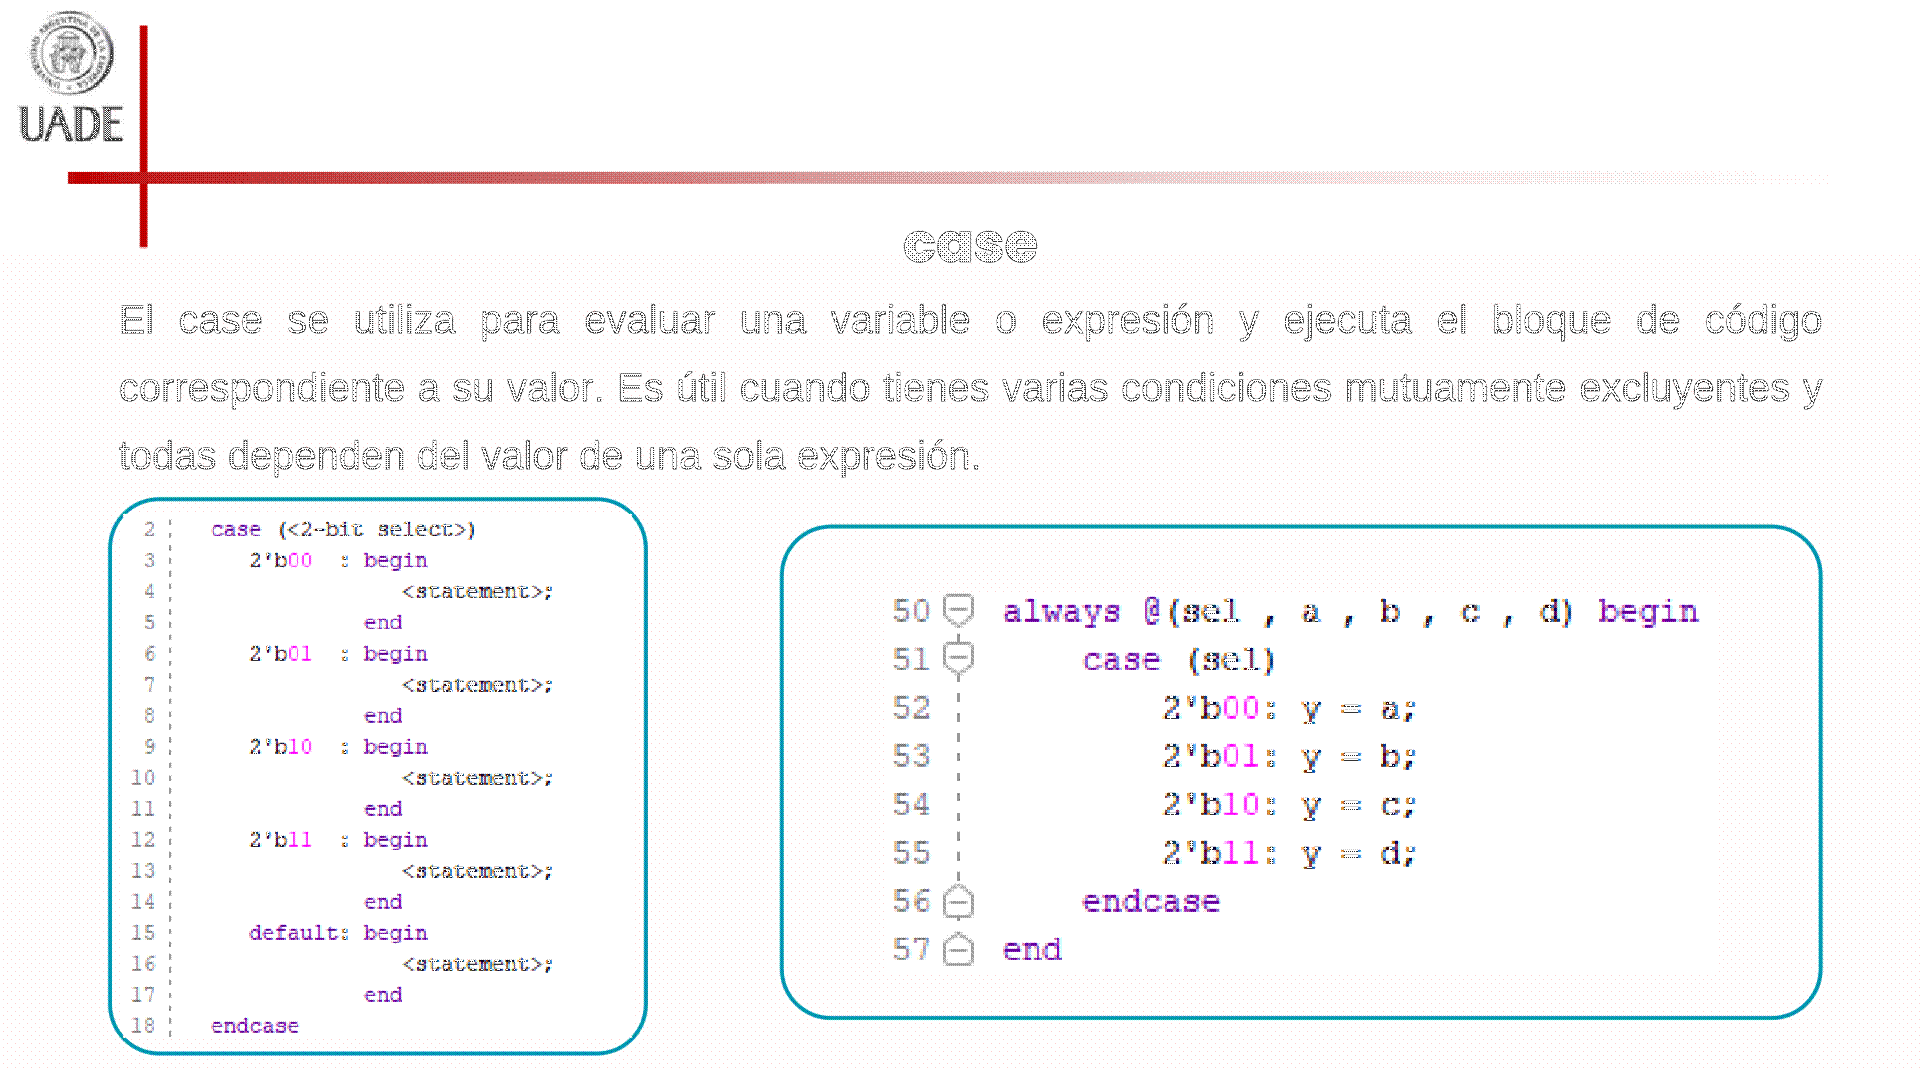 UNIVERSIDAD ARGENTINA DE LA EMPRESA
UADE
case
El case se utiliza para evaluar una variable o expresión y ejecuta el bloque de código
correspondiente a su valor. Es útil cuando tienes varias condiciones mutuamente excluyentes y
todas dependen del valor de una sola expresión.
2 case (<2-bit select>)
3 2'b00 : begin
4 <statement>;
5 end
6 2'b01 : begin
7 <statement>;
8 end
9 2'b10 : begin
10 <statement>;
11 end
12 2'b11 : begin
13 <statement>;
14 end
15 default: begin
16 <statement>;
17 end
18 endcase
50 always @(sel , a , b , c , d) begin
51 case (sel)
52 2'b00: y = a;
53 2'b01: y = b;
54 2'b10: y = c;
55 2'b11: y = d;
56 endcase
57 end